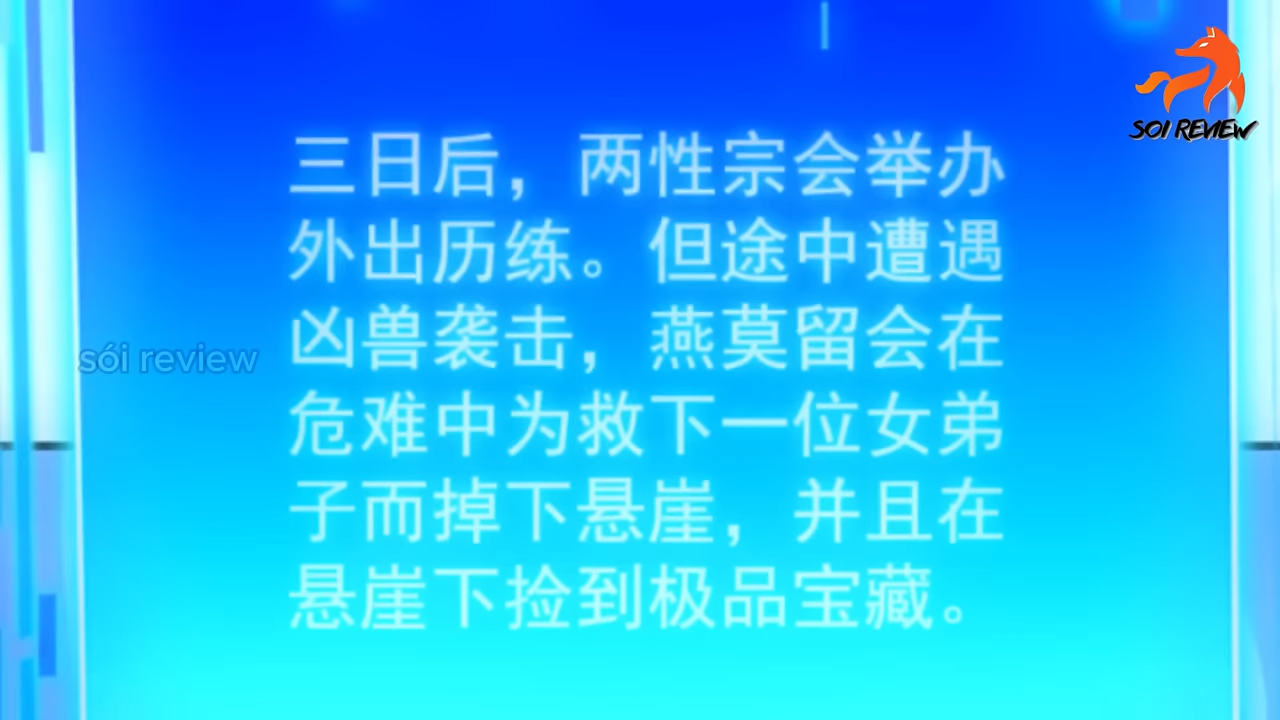 SOI REVIEW
三日后，两性宗会举办
外出历练。但途中遭遇
凶兽袭击，燕莫留会在
sói review
危难中为救下一位女弟
子而掉下悬崖，并且在
悬崖下捡到极品宝藏。